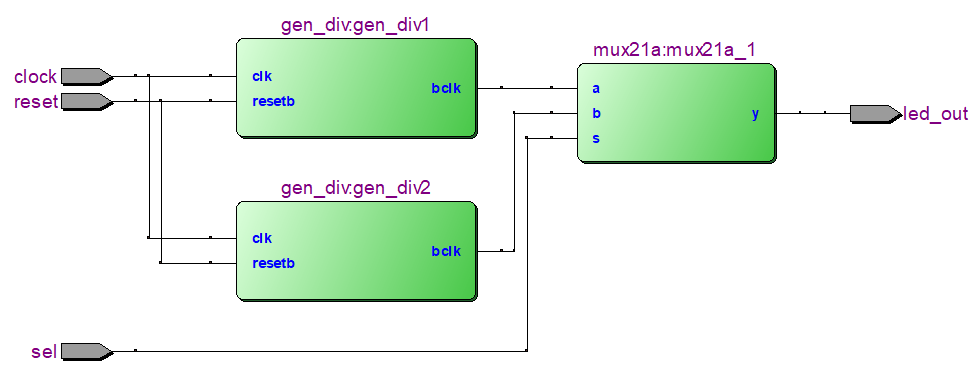 gen_div:gen_div1
clock
reset
clk
resetb
bclk
mux21a:mux21a_1
a
b
s
y
led_out
gen_div:gen_div2
clk
resetb
bclk
sel